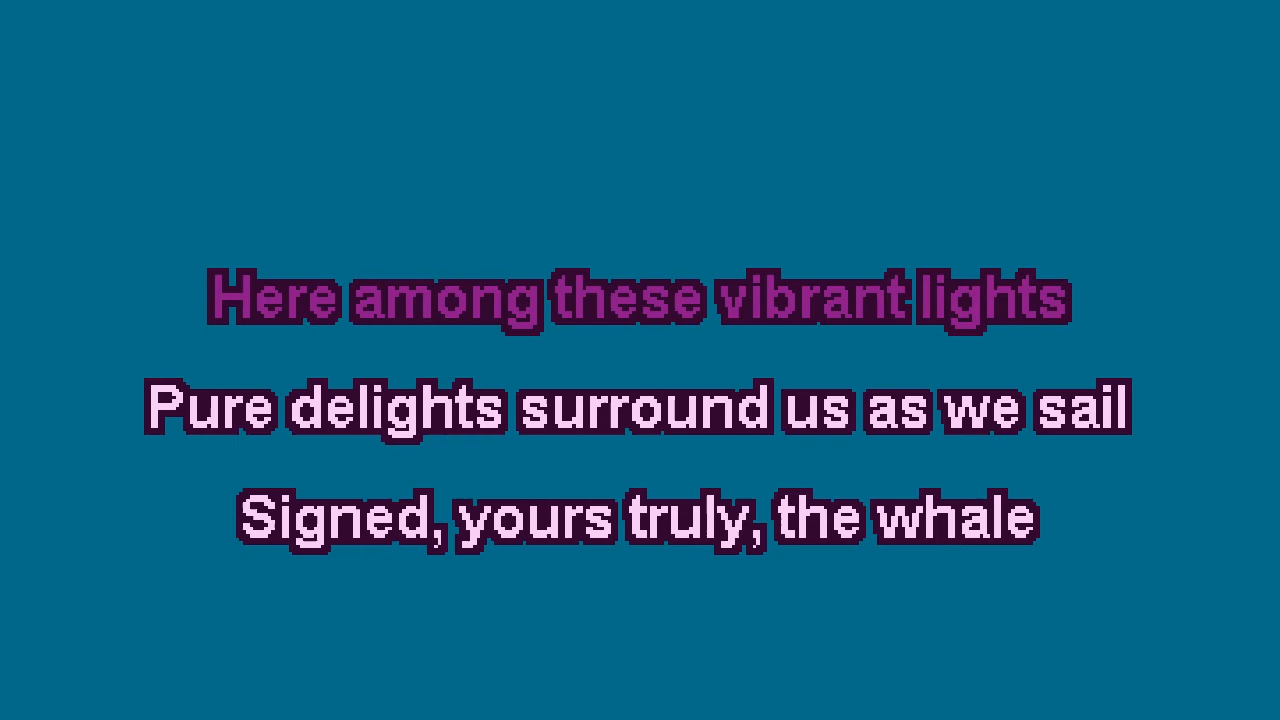 Here among these vibrant lights
Pure delights surround us as we sail
Signed, yours truly, the whale